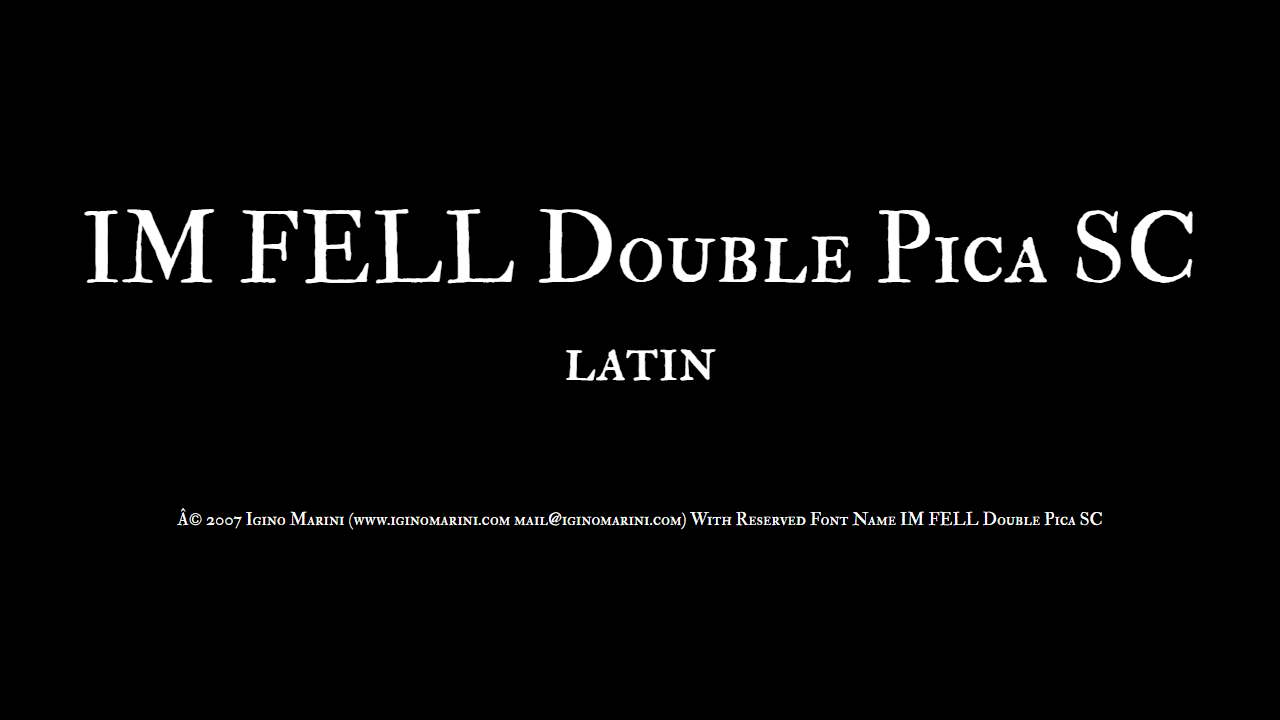 IM FELL Double Pica SC
latin
Â© 2007 Igino Marini (www.iginomarini.com mail@iginomarini.com) With Reserved Font Name IM FELL Double Pica SC